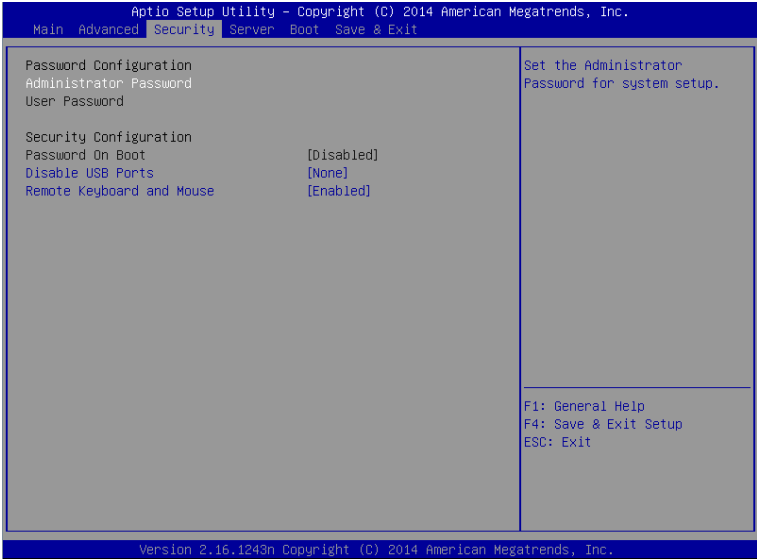 Aptio Setup Utility – Copyright (C) 2014 American Megatrends, Inc.
Main Advanced Security Server Boot Save & Exit
Password Configuration
Administrator Password
User Password
Security Configuration
Password On Boot [Disabled]
Disable USB Ports [None]
Remote Keyboard and Mouse [Enabled]
Set the Administrator
Password for system setup.
F1: General Help
F4: Save & Exit Setup
ESC: Exit
Version 2.16.1243n Copyright (C) 2014 American Megatrends, Inc.